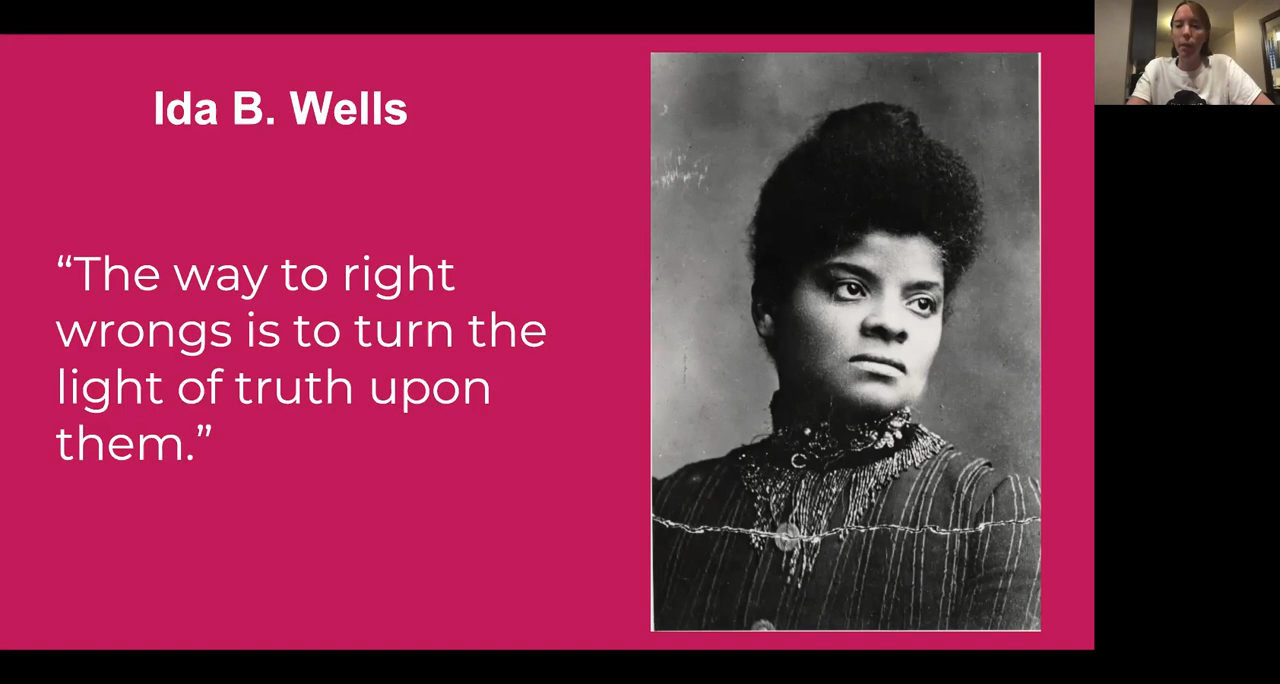 Ida B. Wells
“The way to right
wrongs is to turn the
light of truth upon
them.”